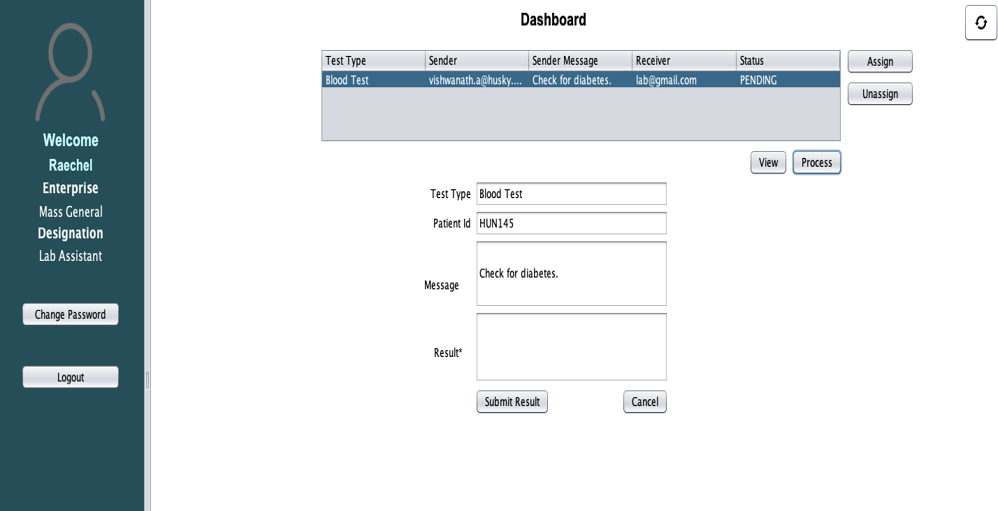 Dashboard
Welcome
Raechel
Enterprise
Mass General
Designation
Lab Assistant
Change Password
Logout
Test Type Sender Sender Message Receiver Status
Blood Test vishwanath.a@husky.... Check for diabetes. lab@gmail.com PENDING
Assign
Unassign
View Process
Test Type Blood Test
Patient Id HUN145
Message Check for diabetes.
Result*
Submit Result Cancel